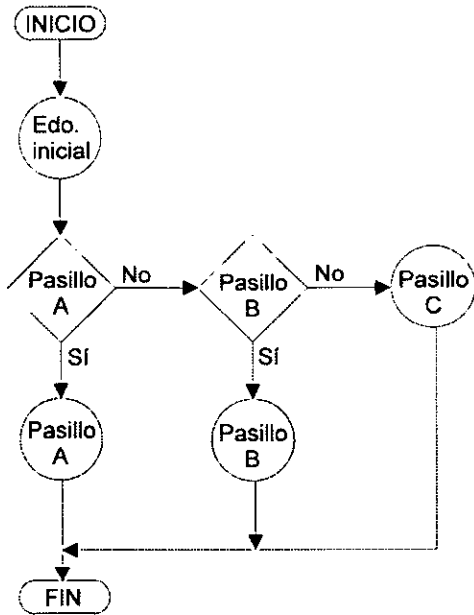 INICIO
Edo.
inicial
Pasillo
A
No
Pasillo
B
No
Pasillo
C
Sí
Sí
Pasillo
A
Pasillo
B
FIN